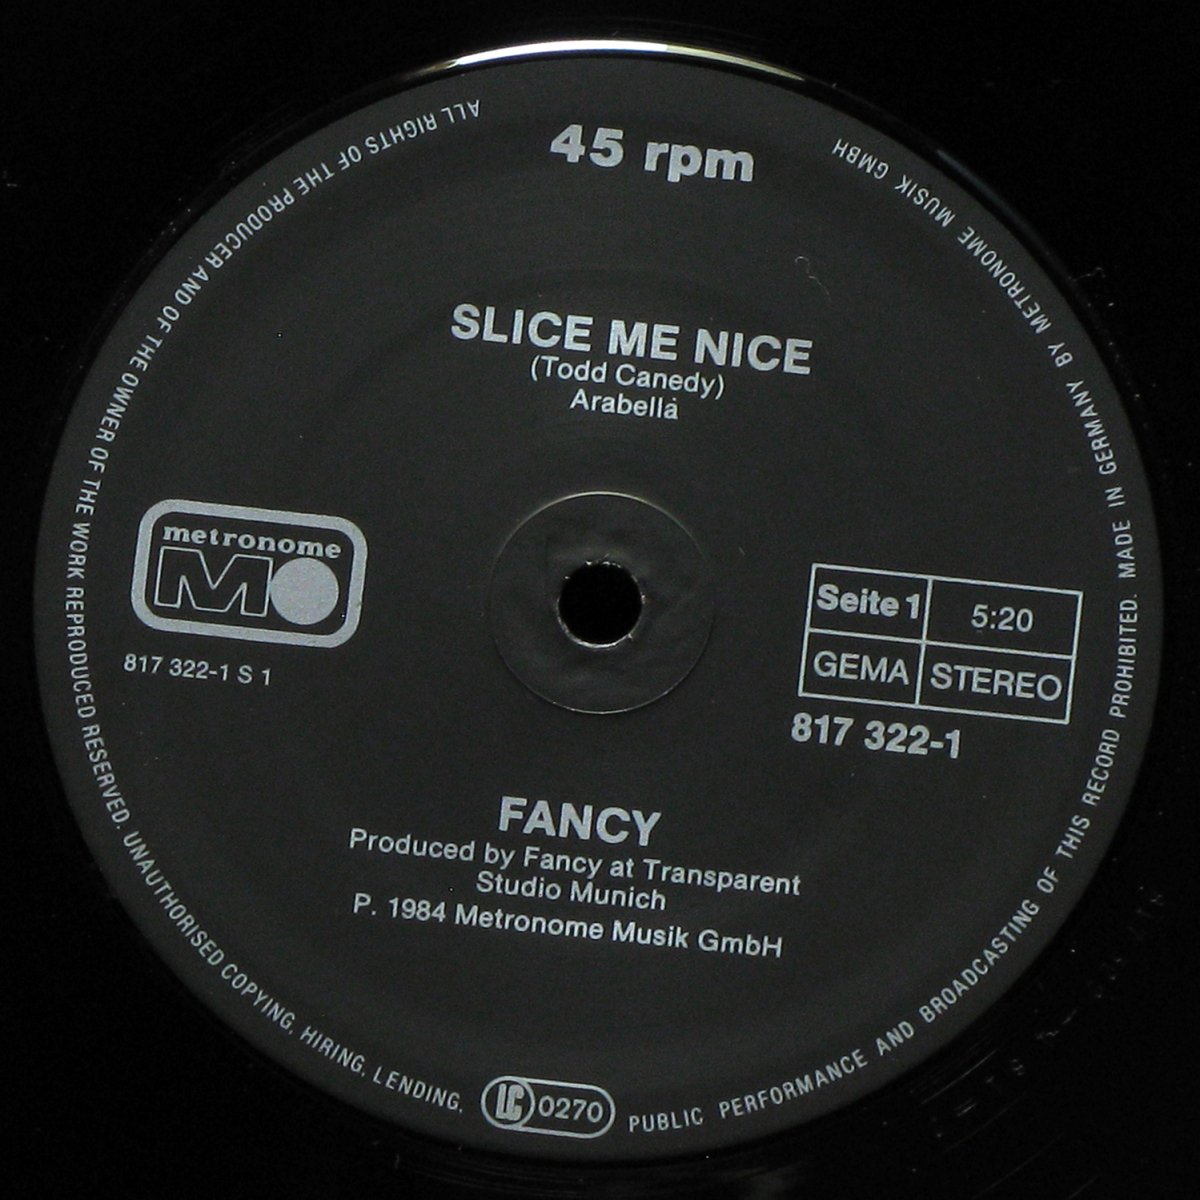 45 rpm
SLICE ME NICE
(Todd Canedy)
Arabella
metronome
MO
817 322-1 S 1
Seite 1 5:20
GEMA STEREO
817 322-1
FANCY
Produced by Fancy at Transparent
Studio Munich
P. 1984 Metronome Musik GmbH
ALL RIGHTS OF THE PRODUCER AND OF THE OWNER OF THE WORK REPRODUCED RESERVED. UNAUTHORISED COPYING, HIRING, LENDING, LC 0270 PUBLIC PERFORMANCE AND BROADCASTING OF THIS RECORD PROHIBITED. MADE IN GERMANY BY METRONOME MUSIK GMBH